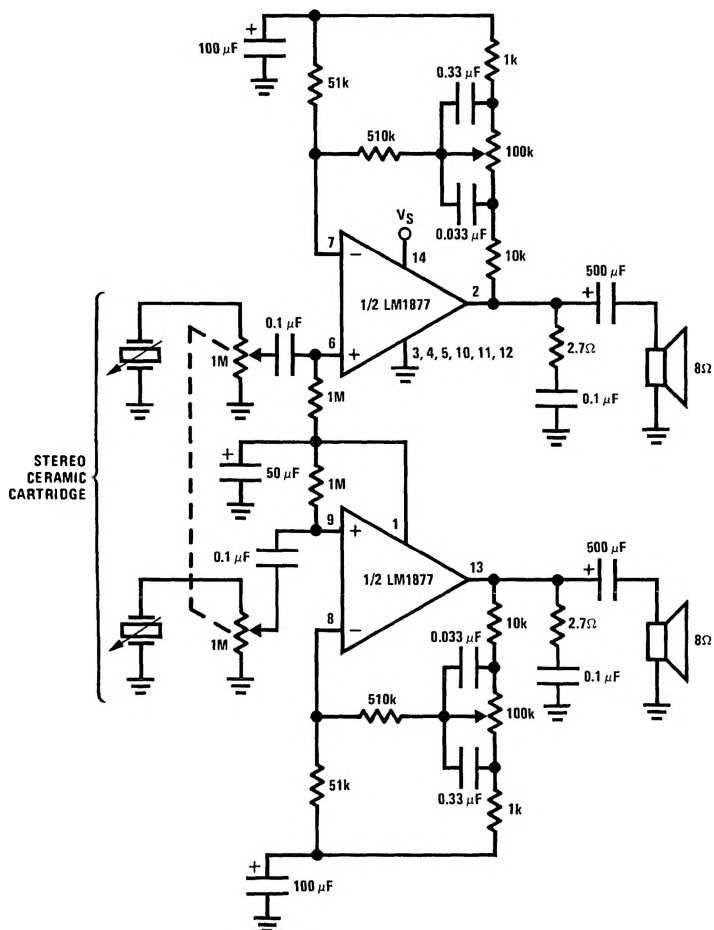 100 μF
51k
1k
0.33 μF
510k
100k
0.033 μF
10k
VS
7
14
1/2 LM1877
2
500 μF
0.1 μF
6
3, 4, 5, 10, 11, 12
2.7Ω
0.1 μF
8Ω
1M
1M
STEREO
CERAMIC
CARTRIDGE
50 μF
1M
9
1
0.1 μF
1/2 LM1877
13
500 μF
1M
8
10k
2.7Ω
0.1 μF
8Ω
0.033 μF
510k
100k
0.33 μF
51k
1k
100 μF